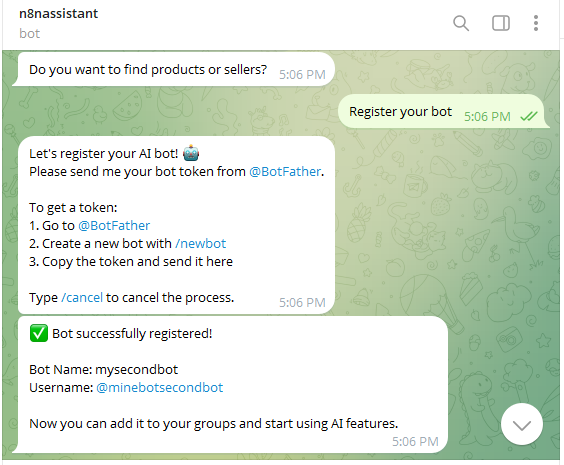 n8nassistant
bot
Do you want to find products or sellers?
5:06 PM
Register your bot
5:06 PM
Let's register your AI bot! 🤖
Please send me your bot token from @BotFather.
To get a token:
1. Go to @BotFather
2. Create a new bot with /newbot
3. Copy the token and send it here
Type /cancel to cancel the process.
5:06 PM
✅ Bot successfully registered!
Bot Name: mysecondbot
Username: @minebotsecondbot
Now you can add it to your groups and start using AI features.
5:06 PM